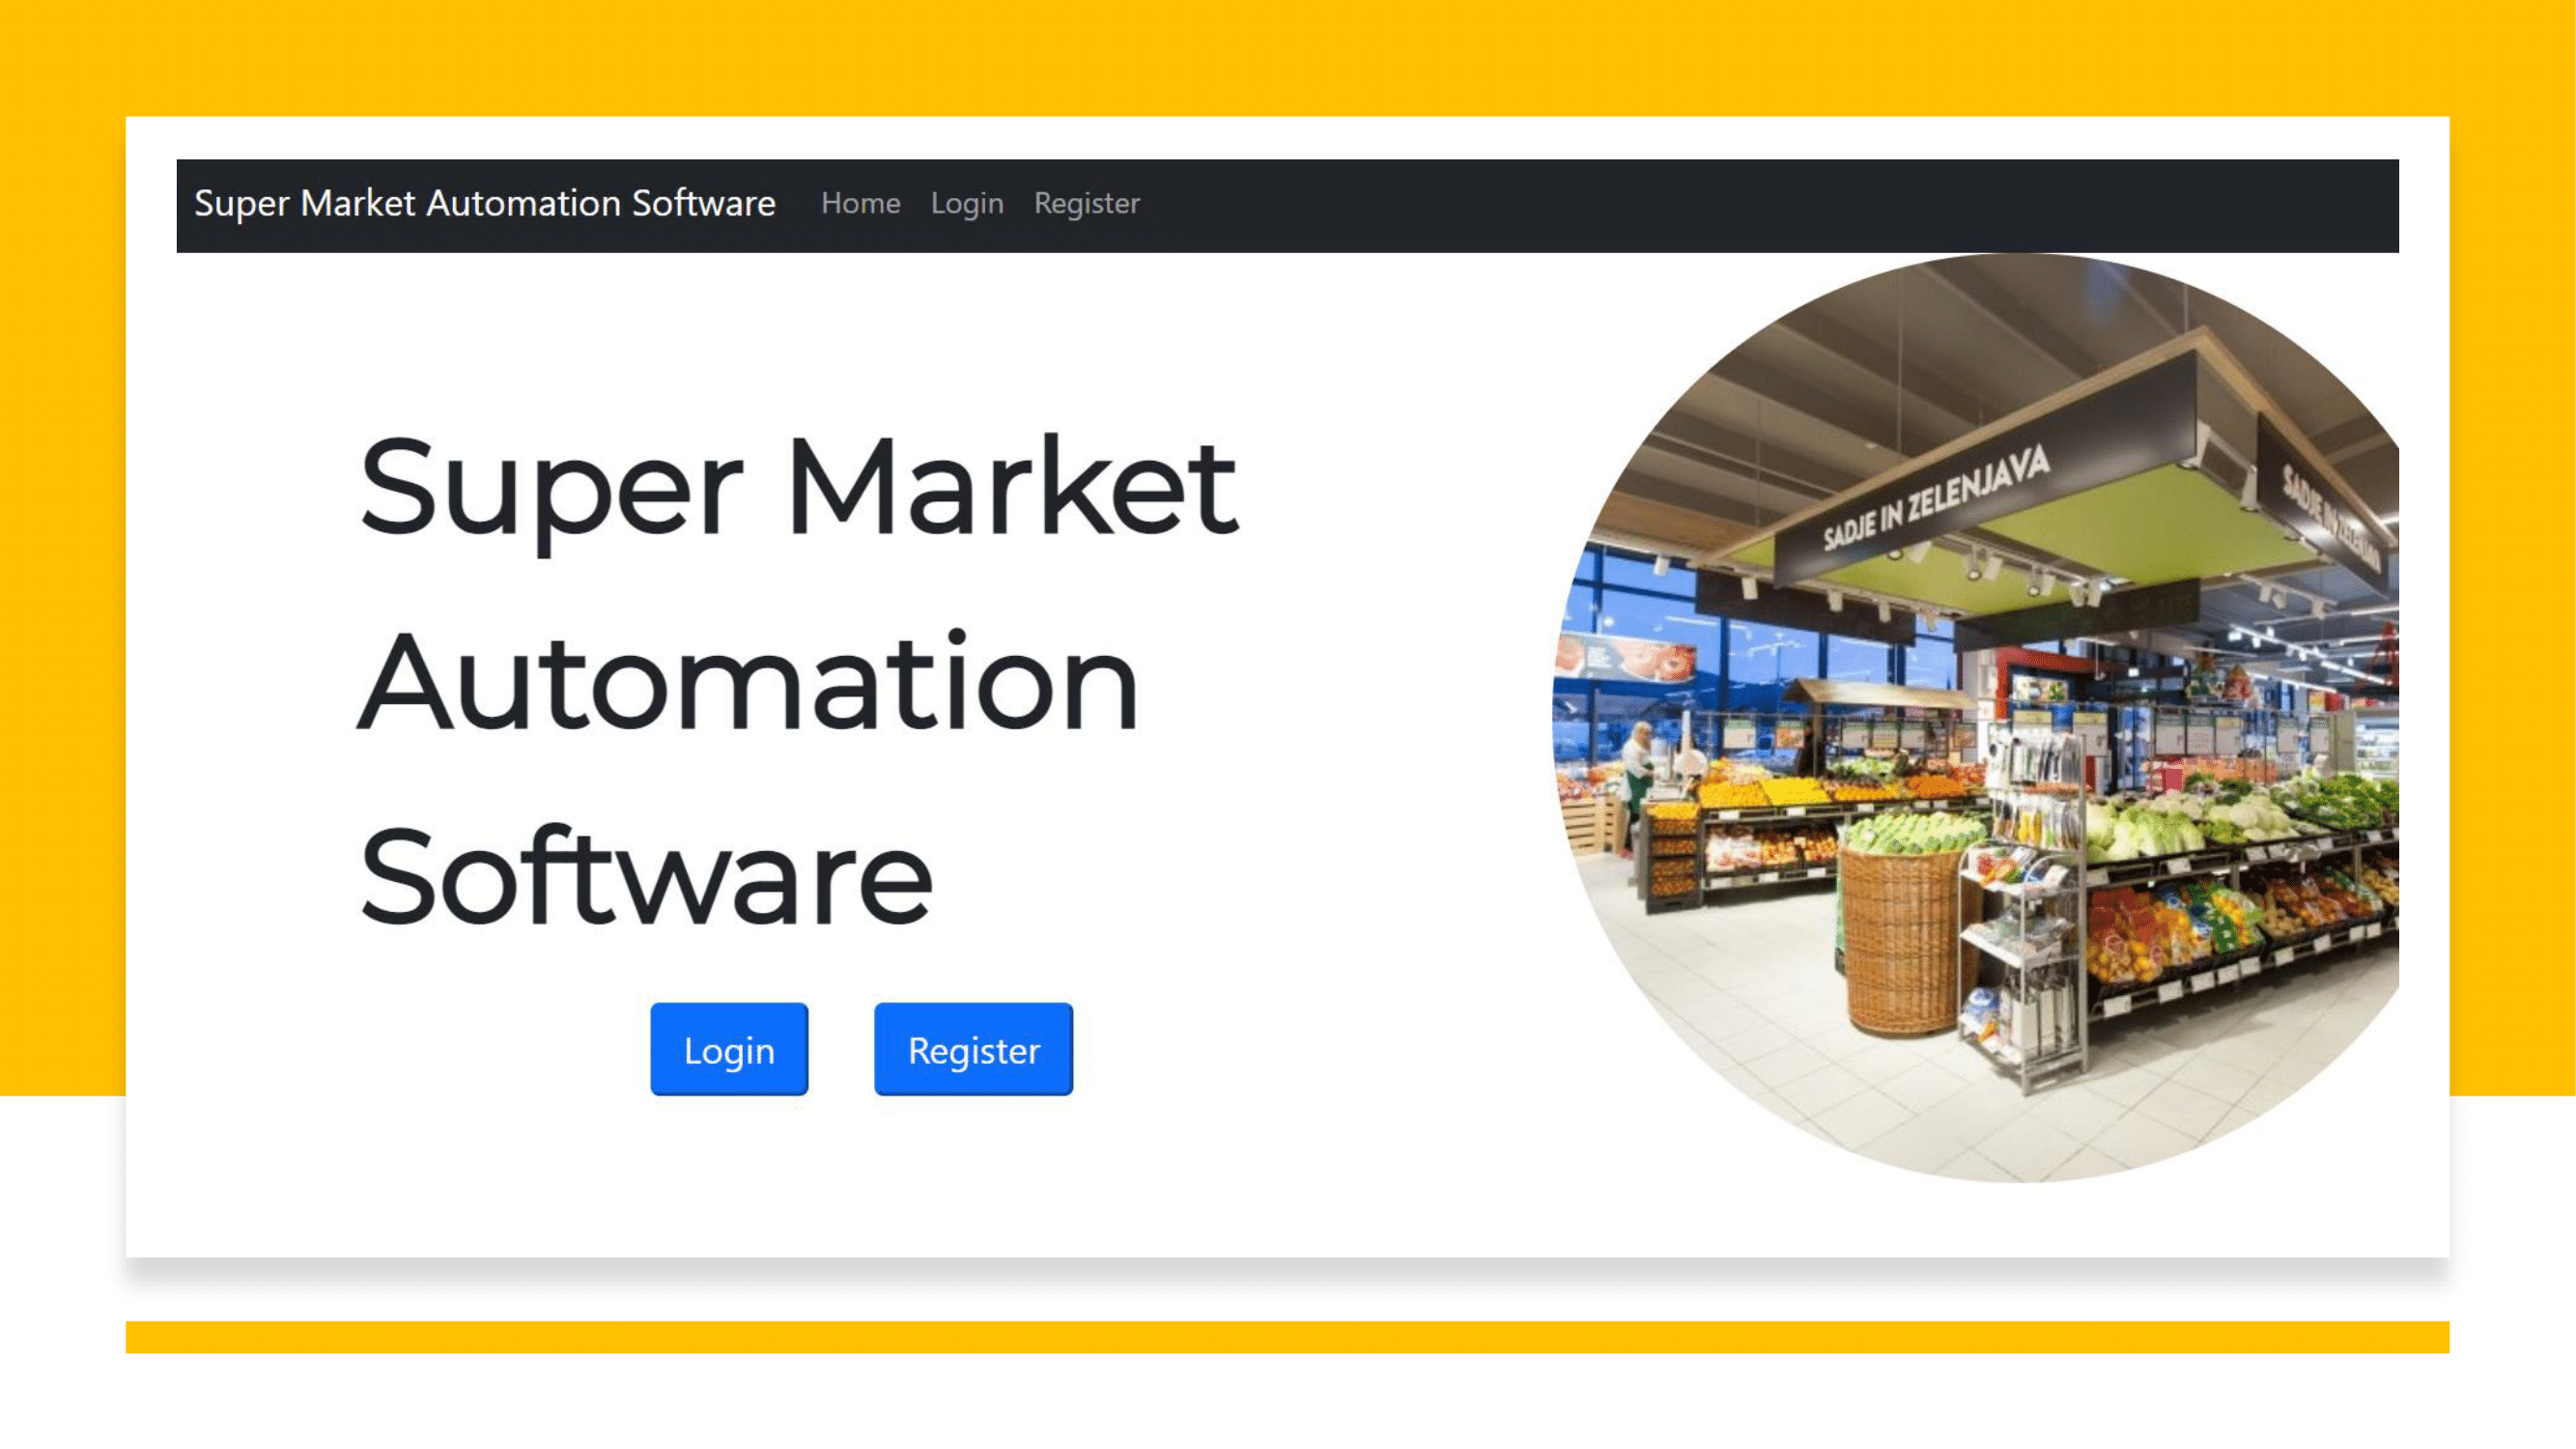 Super Market Automation Software Home Login Register
Super Market
Automation
Software
Login Register
SADJE IN ZELENJAVA
SADJE IN ZELENJAVA